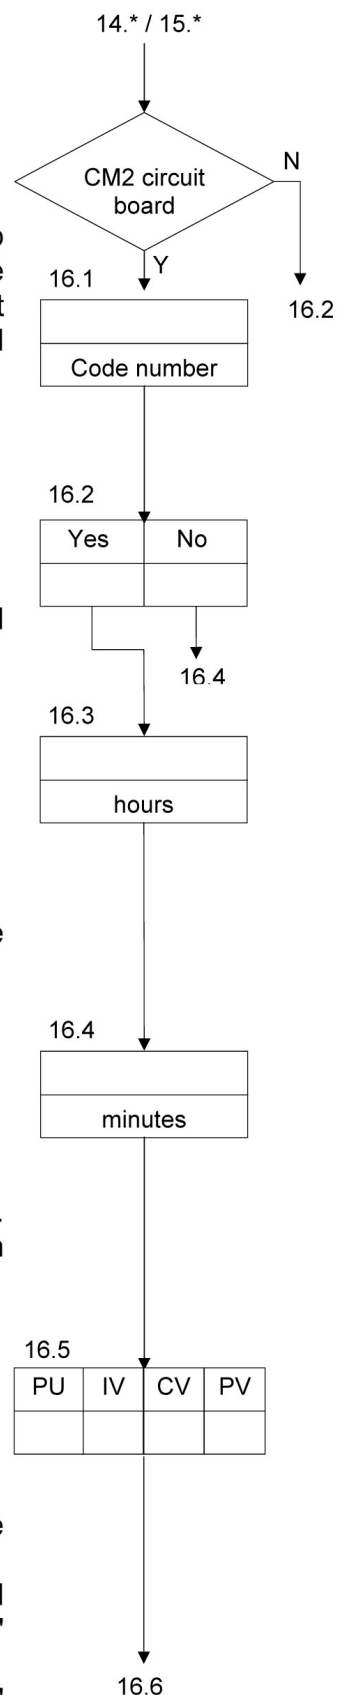 14.* / 15.*
CM2 circuit
board
N
Y
16.1
16.2
Code number
16.2
Yes No
16.4
16.3
hours
16.4
minutes
16.5
PU IV CV PV
16.6